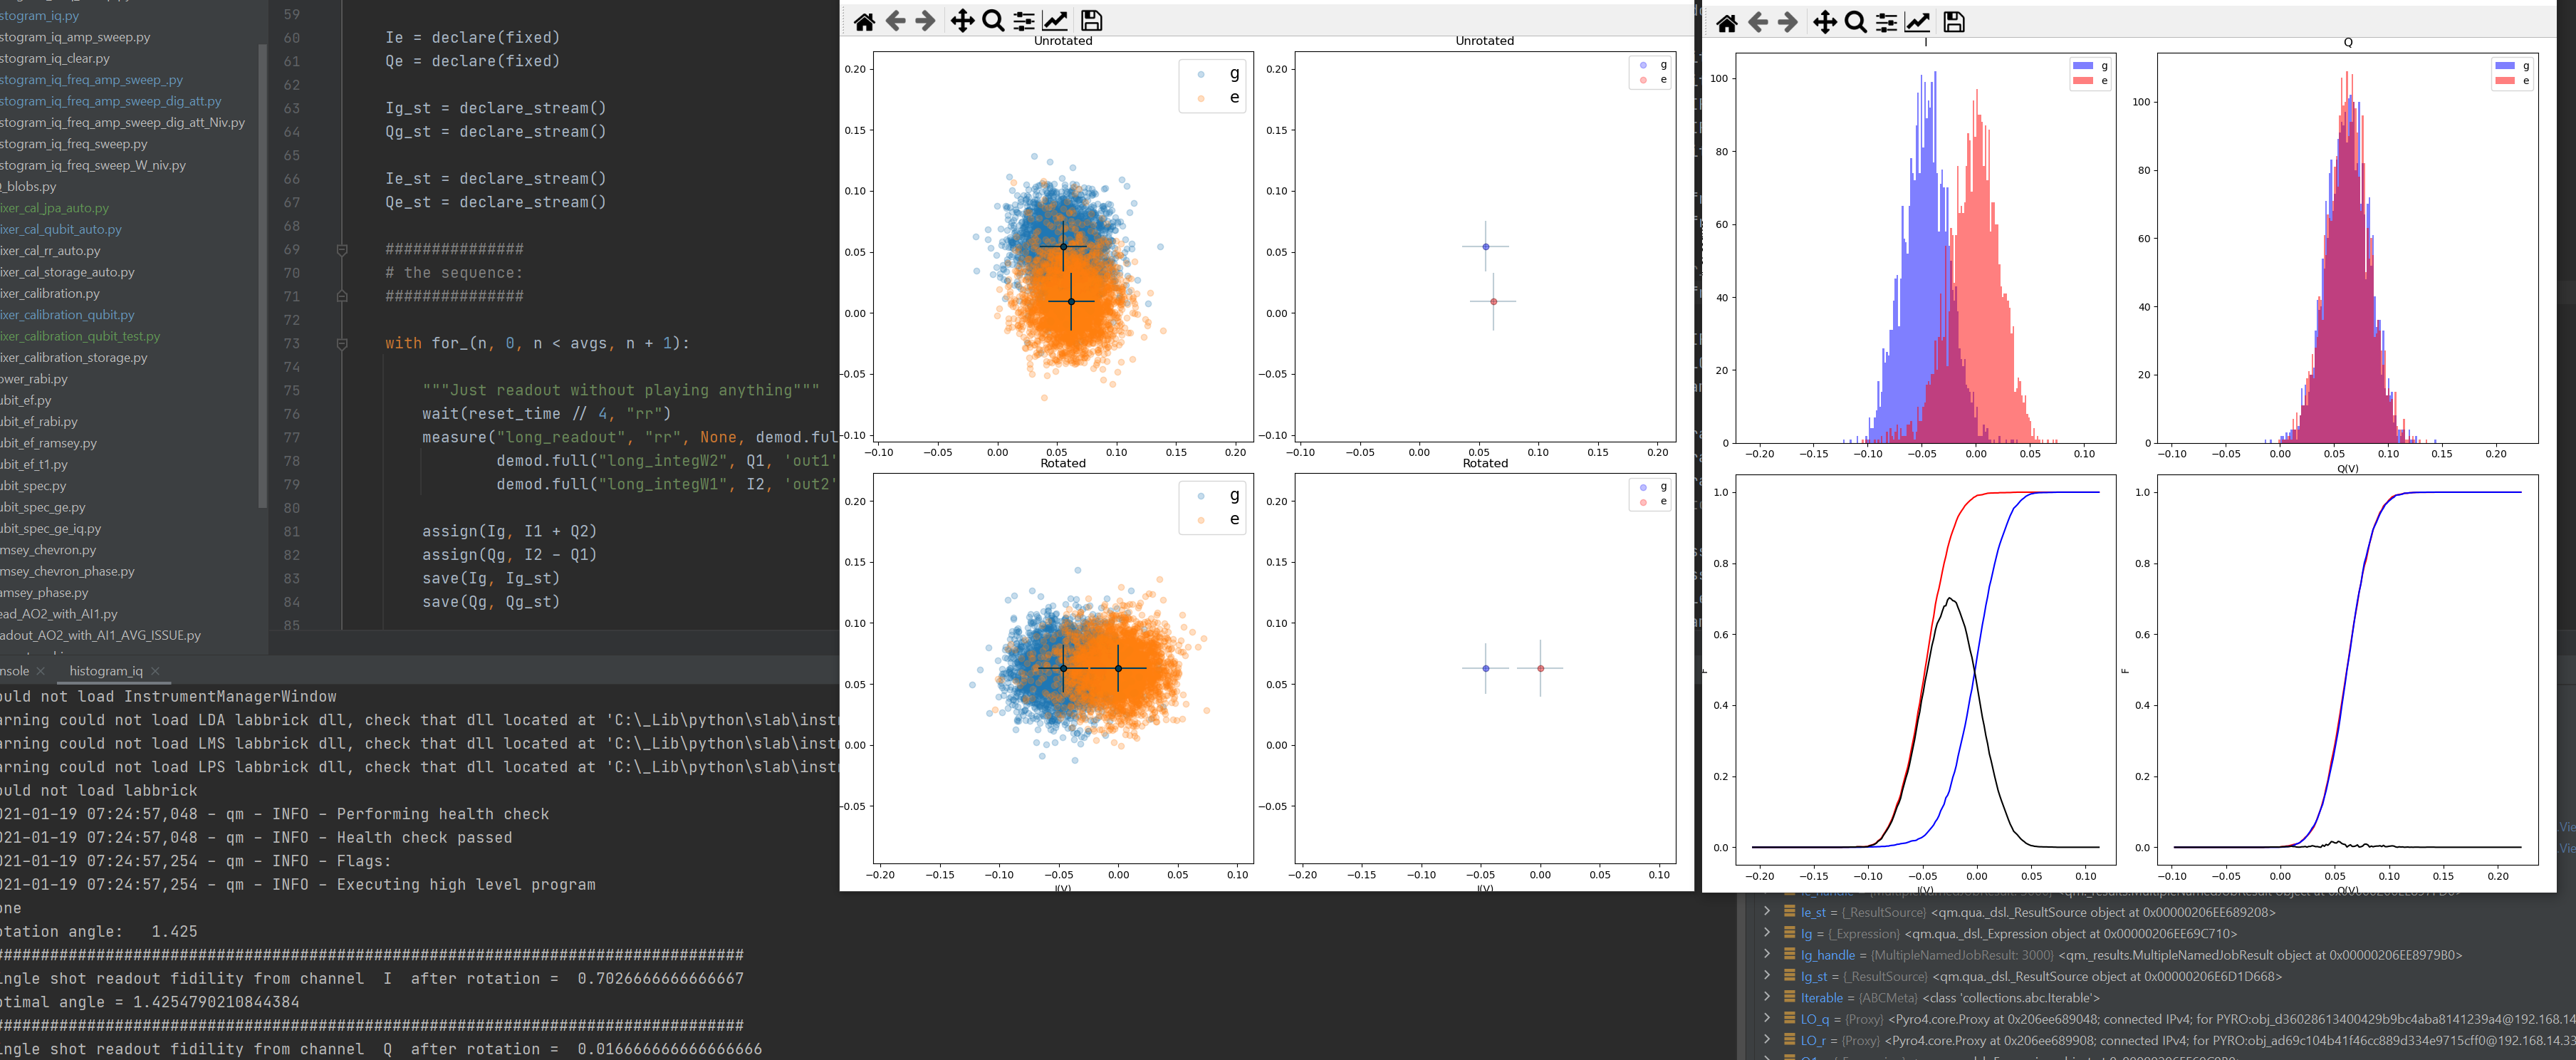 stogram_iq.py
stogram_iq_amp_sweep.py
stogram_iq_clear.py
stogram_iq_freq_amp_sweep_.py
stogram_iq_freq_amp_sweep_dig_att.py
stogram_iq_freq_amp_sweep_dig_att_Niv.py
stogram_iq_freq_sweep.py
stogram_iq_freq_sweep_W_niv.py
_blobs.py
ixer_cal_jpa_auto.py
ixer_cal_qubit_auto.py
ixer_cal_rr_auto.py
ixer_cal_storage_auto.py
ixer_calibration.py
ixer_calibration_qubit.py
ixer_calibration_qubit_test.py
ixer_calibration_storage.py
ower_rabi.py
ubit_ef.py
ubit_ef_rabi.py
ubit_ef_ramsey.py
ubit_ef_t1.py
ubit_spec.py
ubit_spec_ge.py
ubit_spec_ge_iq.py
msey_chevron.py
msey_chevron_phase.py
amsey_phase.py
ead_AO2_with_AI1.py
adout_AO2_with_AI1_AVG_ISSUE.py
59
60 Ie = declare(fixed)
61 Qe = declare(fixed)
62
63 Ig_st = declare_stream()
64 Qg_st = declare_stream()
65
66 Ie_st = declare_stream()
67 Qe_st = declare_stream()
68
69 ###############
70 # the sequence:
71 ###############
72
73 with for_(n, 0, n < avgs, n + 1):
74
75 """Just readout without playing anything"""
76 wait(reset_time // 4, "rr")
77 measure("long_readout", "rr", None, demod.ful
78 demod.full("long_integW2", Q1, 'out1'
79 demod.full("long_integW1", I2, 'out2'
80
81 assign(Ig, I1 + Q2)
82 assign(Qg, I2 - Q1)
83 save(Ig, Ig_st)
84 save(Qg, Qg_st)
85
nsole × histogram_iq ×
ould not load InstrumentManagerWindow
arning could not load LDA labbrick dll, check that dll located at 'C:\_Lib\python\slab\instr
arning could not load LMS labbrick dll, check that dll located at 'C:\_Lib\python\slab\instr
arning could not load LPS labbrick dll, check that dll located at 'C:\_Lib\python\slab\instr
ould not load labbrick
021-01-19 07:24:57,048 - qm - INFO - Performing health check
021-01-19 07:24:57,048 - qm - INFO - Health check passed
021-01-19 07:24:57,254 - qm - INFO - Flags:
021-01-19 07:24:57,254 - qm - INFO - Executing high level program
one
otation angle: 1.425
ingle shot readout fidility from channel I after rotation = 0.7026666666666667
ptimal angle = 1.4254790210844384
ingle shot readout fidility from channel Q after rotation = 0.016666666666666666
Unrotated
g
e
0.20
0.15
0.10
0.05
0.00
−0.05
−0.10
−0.10 −0.05 0.00 0.05 0.10 0.15 0.20
Unrotated
g
e
0.20
0.15
0.10
0.05
0.00
−0.05
−0.10
−0.10 −0.05 0.00 0.05 0.10 0.15 0.20
Rotated
g
e
0.20
0.15
0.10
0.05
0.00
−0.05
−0.20 −0.15 −0.10 −0.05 0.00 0.05 0.10
I(V)
Rotated
g
e
0.20
0.15
0.10
0.05
0.00
−0.05
−0.20 −0.15 −0.10 −0.05 0.00 0.05 0.10
I(V)
I
g
e
100
80
60
40
20
0
−0.20 −0.15 −0.10 −0.05 0.00 0.05 0.10
Q
g
e
100
80
60
40
20
0
−0.10 −0.05 0.00 0.05 0.10 0.15 0.20
Q(V)
1.0
0.8
0.6
0.4
0.2
0.0
−0.20 −0.15 −0.10 −0.05 0.00 0.05 0.10
I(V)
F
1.0
0.8
0.6
0.4
0.2
0.0
−0.10 −0.05 0.00 0.05 0.10 0.15 0.20
Q(V)
Ie_st = {_ResultSource} <qm.qua._dsl._ResultSource object at 0x00000206EE689208>
Ig = {_Expression} <qm.qua._dsl._Expression object at 0x00000206EE69C710>
Ig_handle = {MultipleNamedJobResult: 3000} <qm._results.MultipleNamedJobResult object at 0x00000206EE8979B0>
Ig_st = {_ResultSource} <qm.qua._dsl._ResultSource object at 0x00000206E6D1D668>
Iterable = {ABCMeta} <class 'collections.abc.Iterable'>
LO_q = {Proxy} <Pyro4.core.Proxy at 0x206ee689048; connected IPv4; for PYRO:obj_d36028613400429b9bc4aba8141239a4@192.168.14
LO_r = {Proxy} <Pyro4.core.Proxy at 0x206ee689908; connected IPv4; for PYRO:obj_ad69c104b41f46cc889d334e9715cff0@192.168.14.3